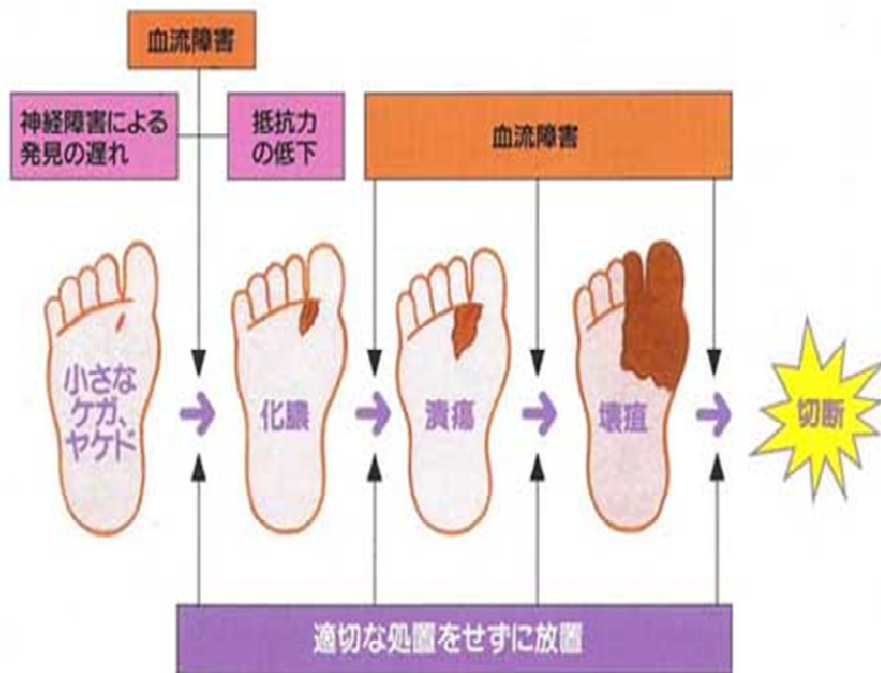 血流障害
神経障害による
発見の遅れ
抵抗力
の低下
血流障害
小さな
ケガ、
ヤケド
化膿
潰瘍
壊疽
切断
適切な処置をせずに放置